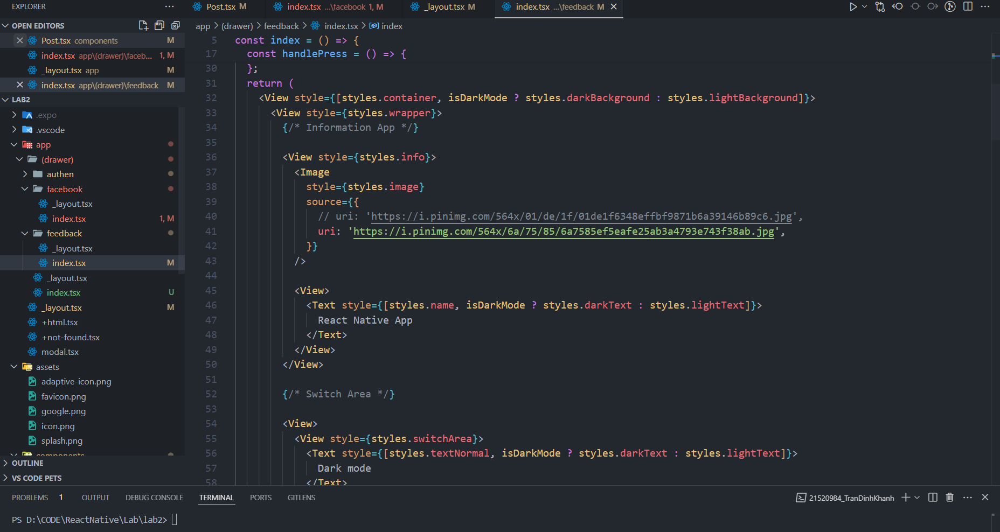 EXPLORER ...
OPEN EDITORS
Post.tsx components M
index.tsx app\(drawer)\faceb... 1, M
_layout.tsx app M
index.tsx app\(drawer)\feedback M
LAB2
.expo
.vscode
app
(drawer)
authen
facebook
_layout.tsx
index.tsx 1, M
feedback
_layout.tsx
index.tsx M
_layout.tsx
index.tsx U
_layout.tsx M
+html.tsx
+not-found.tsx
modal.tsx
assets
adaptive-icon.png
favicon.png
google.png
icon.png
splash.png
components
OUTLINE
VS CODE PETS
Post.tsx M index.tsx ...\facebook 1, M _layout.tsx M index.tsx ...\feedback M
app > (drawer) > feedback > index.tsx > index
5 const index = () => {
17 const handlePress = () => {
30 };
31 return (
32 <View style={[styles.container, isDarkMode ? styles.darkBackground : styles.lightBackground]}>
33 <View style={styles.wrapper}>
34 {/* Information App */}
35
36 <View style={styles.info}>
37 <Image
38 style={styles.image}
39 source={{
40 // uri: 'https://i.pinimg.com/564x/01/de/1f/01de1f6348effbf9871b6a39146b89c6.jpg',
41 uri: 'https://i.pinimg.com/564x/6a/75/85/6a7585ef5eafe25ab3a4793e743f38ab.jpg',
42 }}
43 />
44
45 <View>
46 <Text style={[styles.name, isDarkMode ? styles.darkText : styles.lightText]}>
47 React Native App
48 </Text>
49 </View>
50 </View>
51
52 {/* Switch Area */}
53
54 <View>
55 <View style={styles.switchArea}>
56 <Text style={[styles.textNormal, isDarkMode ? styles.darkText : styles.lightText]}>
57 Dark mode
58 </Text>
PROBLEMS 1 OUTPUT DEBUG CONSOLE TERMINAL PORTS GITLENS 21520984_TranDinhKhanh
PS D:\CODE\ReactNative\Lab\lab2>